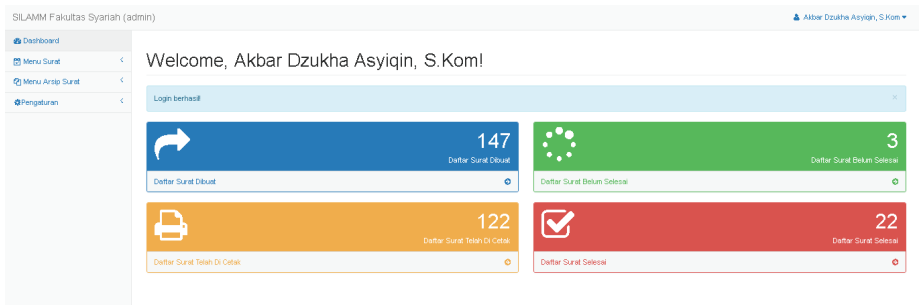 SILAMM Fakultas Syariah (admin)
Akbar Dzukha Asyiqin, S.Kom
Dashboard
Menu Surat
Menu Arsip Surat
Pengaturan
Welcome, Akbar Dzukha Asyiqin, S.Kom!
Login berhasil!
×
147
Daftar Surat Dibuat
Daftar Surat Dibuat
3
Daftar Surat Belum Selesai
Daftar Surat Belum Selesai
122
Daftar Surat Telah Di Cetak
Daftar Surat Telah Di Cetak
22
Daftar Surat Selesai
Daftar Surat Selesai